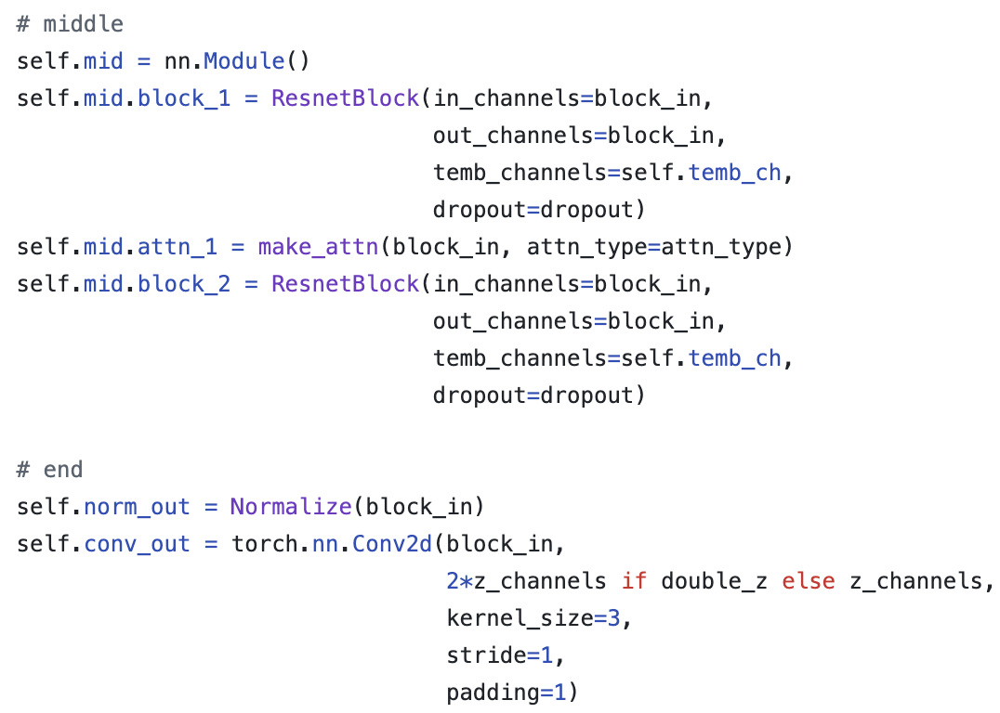 # middle
self.mid = nn.Module()
self.mid.block_1 = ResnetBlock(in_channels=block_in,
                               out_channels=block_in,
                               temb_channels=self.temb_ch,
                               dropout=dropout)
self.mid.attn_1 = make_attn(block_in, attn_type=attn_type)
self.mid.block_2 = ResnetBlock(in_channels=block_in,
                               out_channels=block_in,
                               temb_channels=self.temb_ch,
                               dropout=dropout)

# end
self.norm_out = Normalize(block_in)
self.conv_out = torch.nn.Conv2d(block_in,
                                2*z_channels if double_z else z_channels,
                                kernel_size=3,
                                stride=1,
                                padding=1)